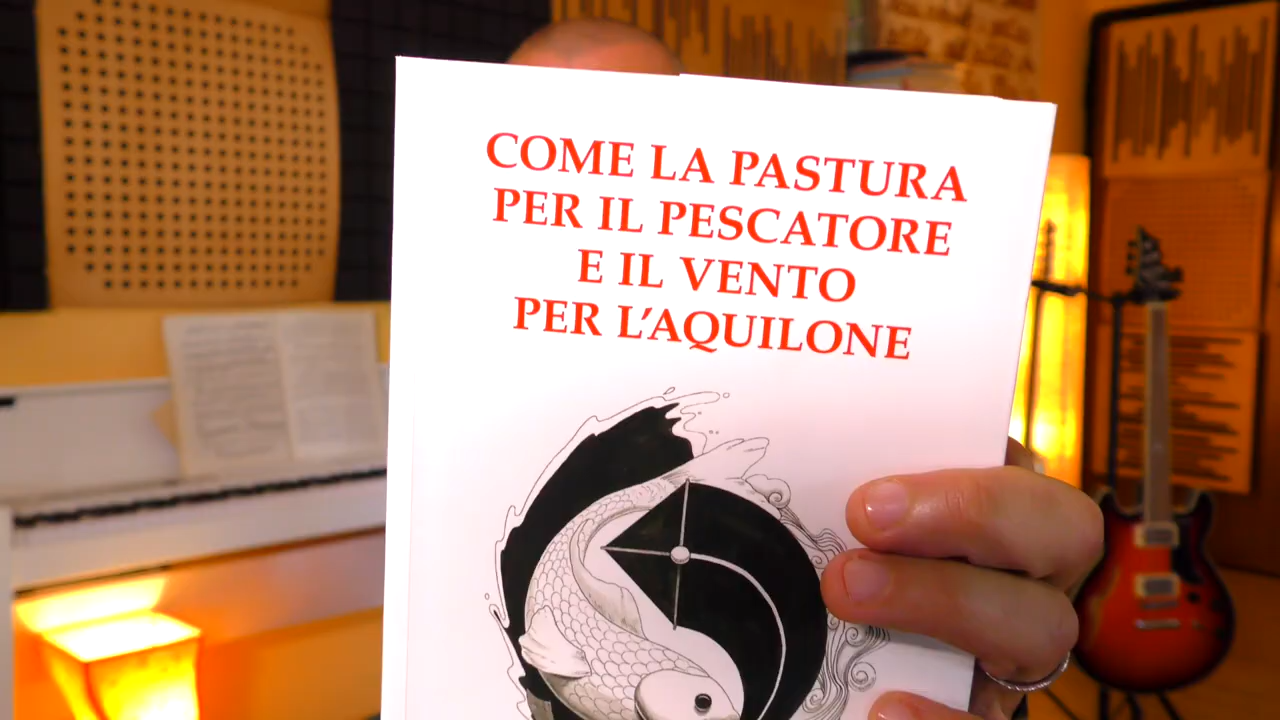 COME LA PASTURA
PER IL PESCATORE
E IL VENTO
PER L'AQUILONE